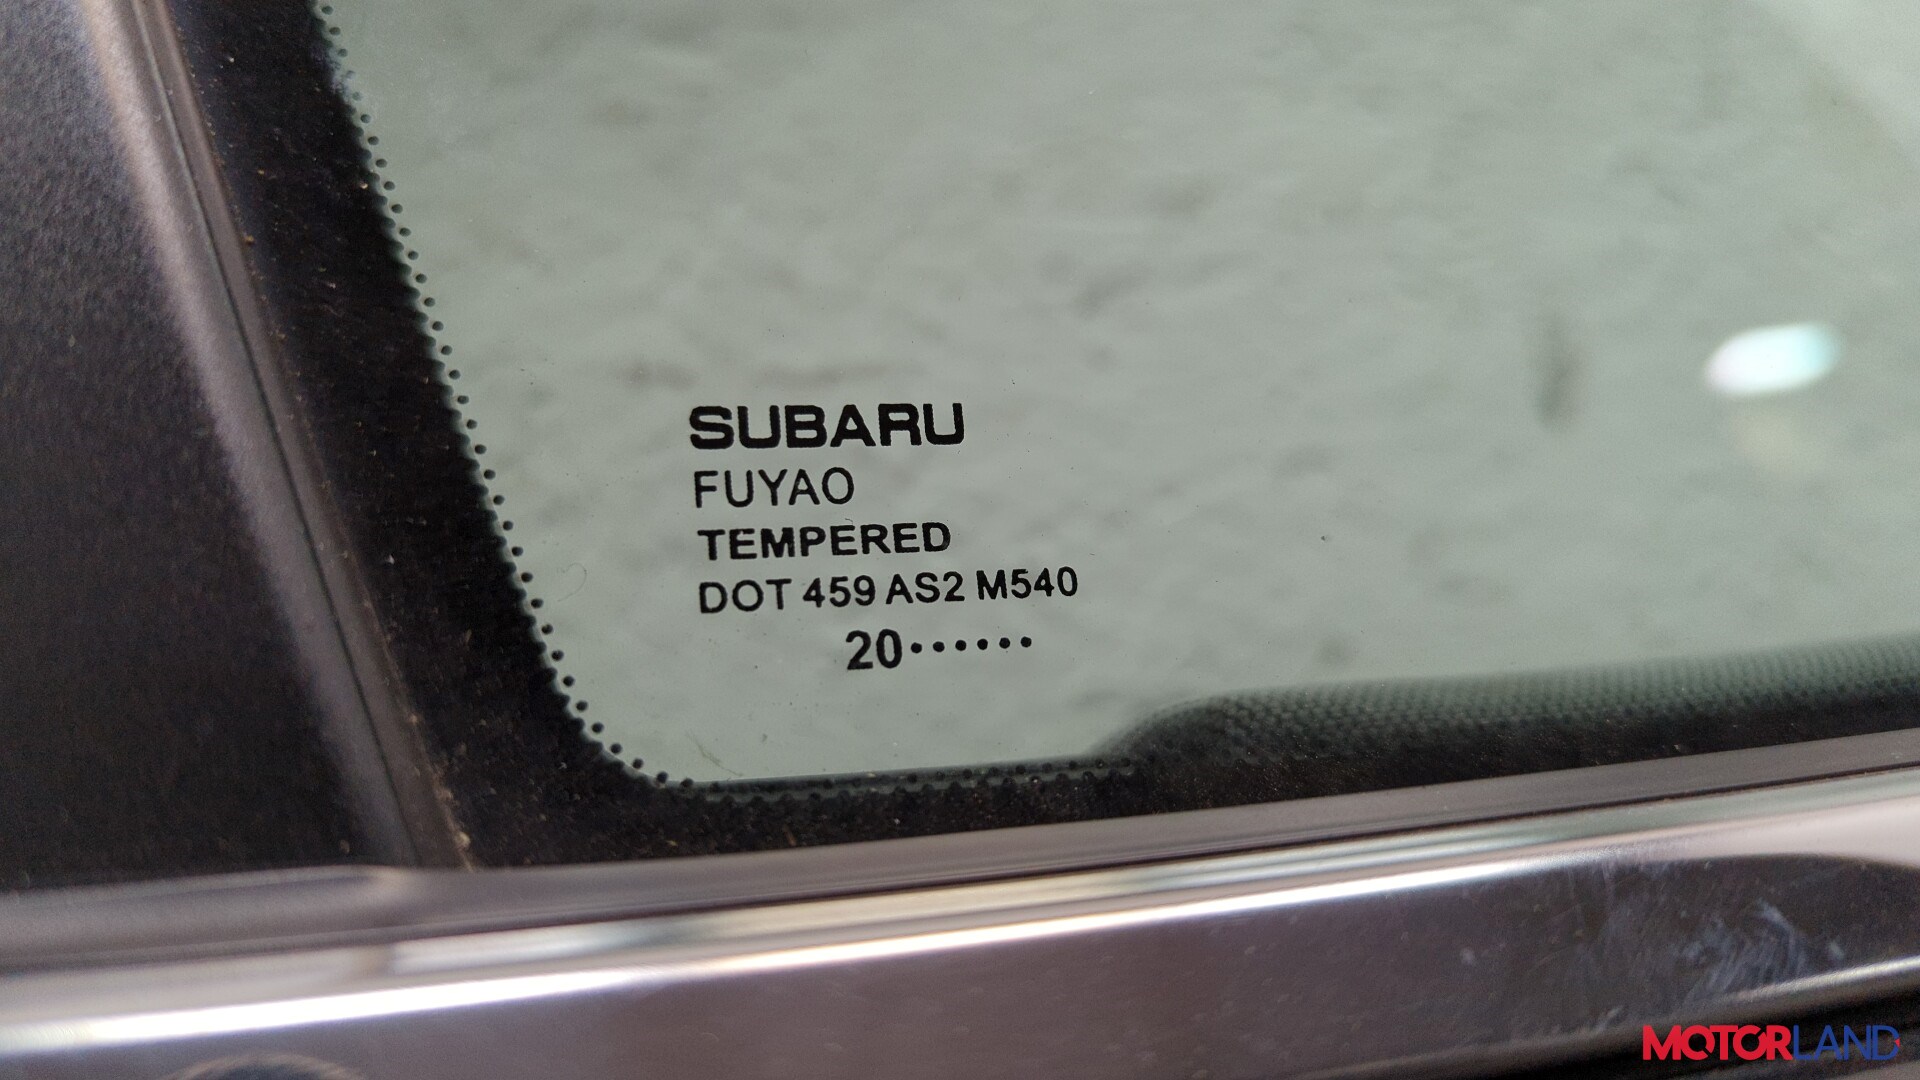 SUBARU
FUYAO
TEMPERED
DOT 459 AS2 M540
20······
MOTORLAND